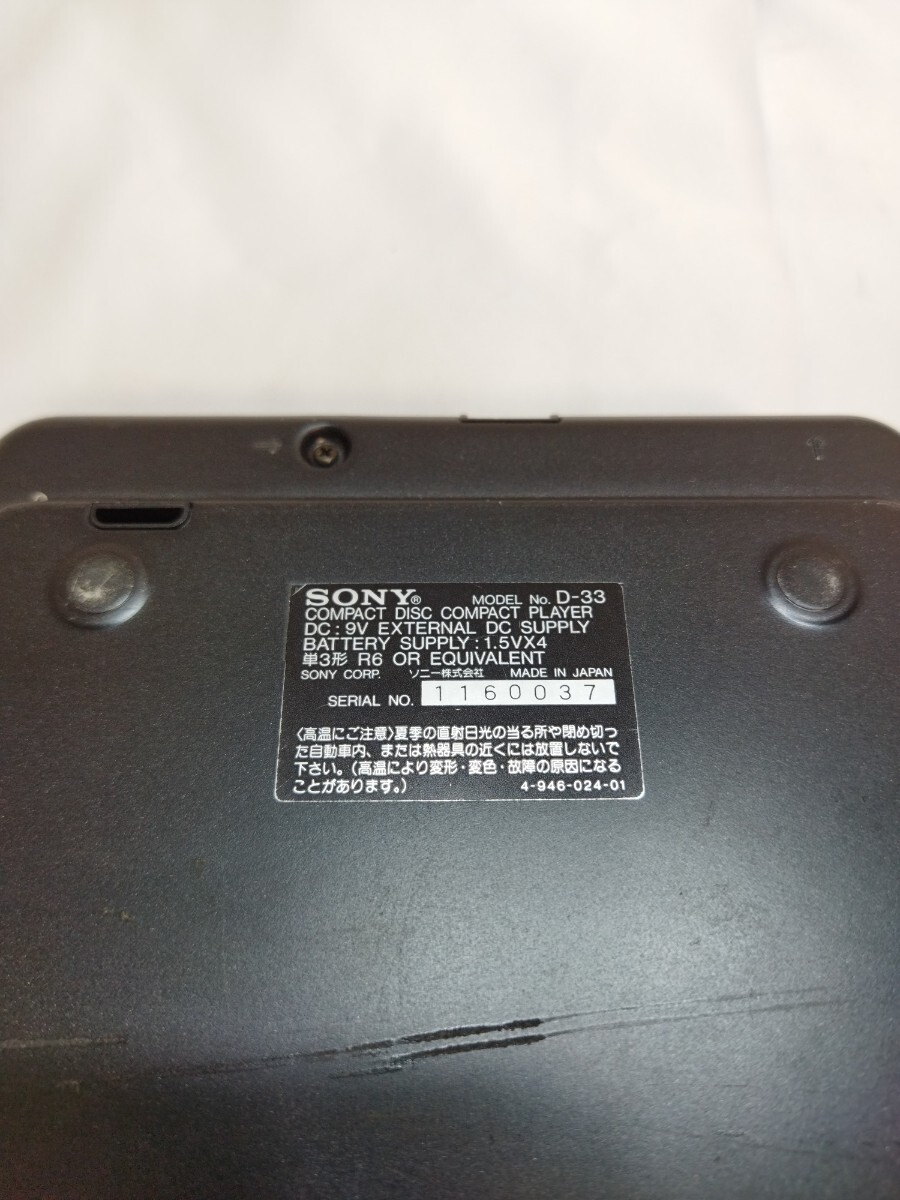 SONY® MODEL No. D-33
COMPACT DISC COMPACT PLAYER
DC : 9V EXTERNAL DC SUPPLY
BATTERY SUPPLY : 1.5VX4
単3形 R6 OR EQUIVALENT
SONY CORP. ソニー株式会社 MADE IN JAPAN
SERIAL NO. 1160037
〈高温にご注意〉夏季の直射日光の当る所や閉め切っ
た自動車内、または熱器具の近くには放置しないで
下さい。(高温により変形・変色・故障の原因になる
ことがあります。) 4-946-024-01